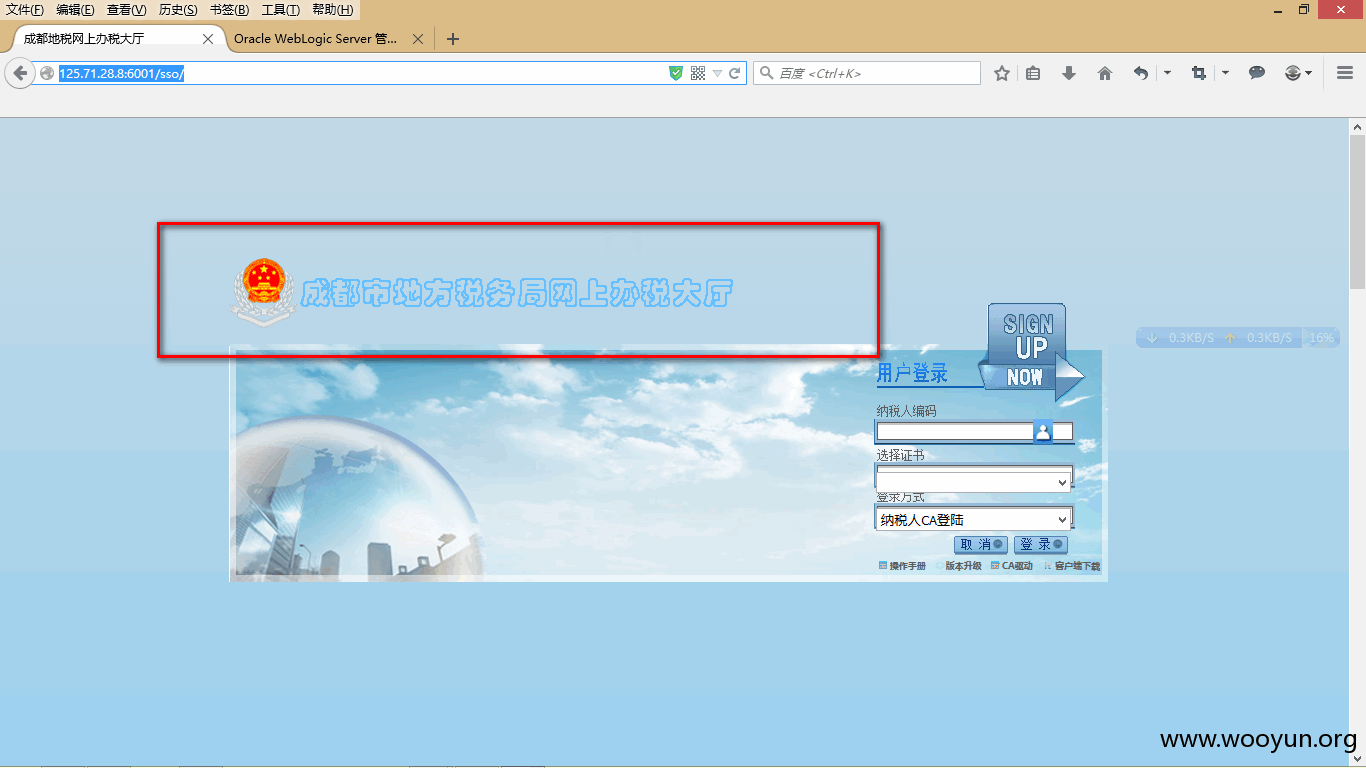 文件(F) 编辑(E) 查看(V) 历史(S) 书签(B) 工具(T) 帮助(H)
成都地税网上办税大厅 Oracle WebLogic Server 管...
125.71.28.8:6001/sso/ 百度 <Ctrl+K>
成都市地方税务局网上办税大厅
SIGN
UP
NOW
0.3KB/S 0.3KB/S 16%
用户登录
纳税人编码
选择证书
登录方式
纳税人CA登陆
取 消 登 录
操作手册 版本升级 CA驱动 客户端下载
www.wooyun.org